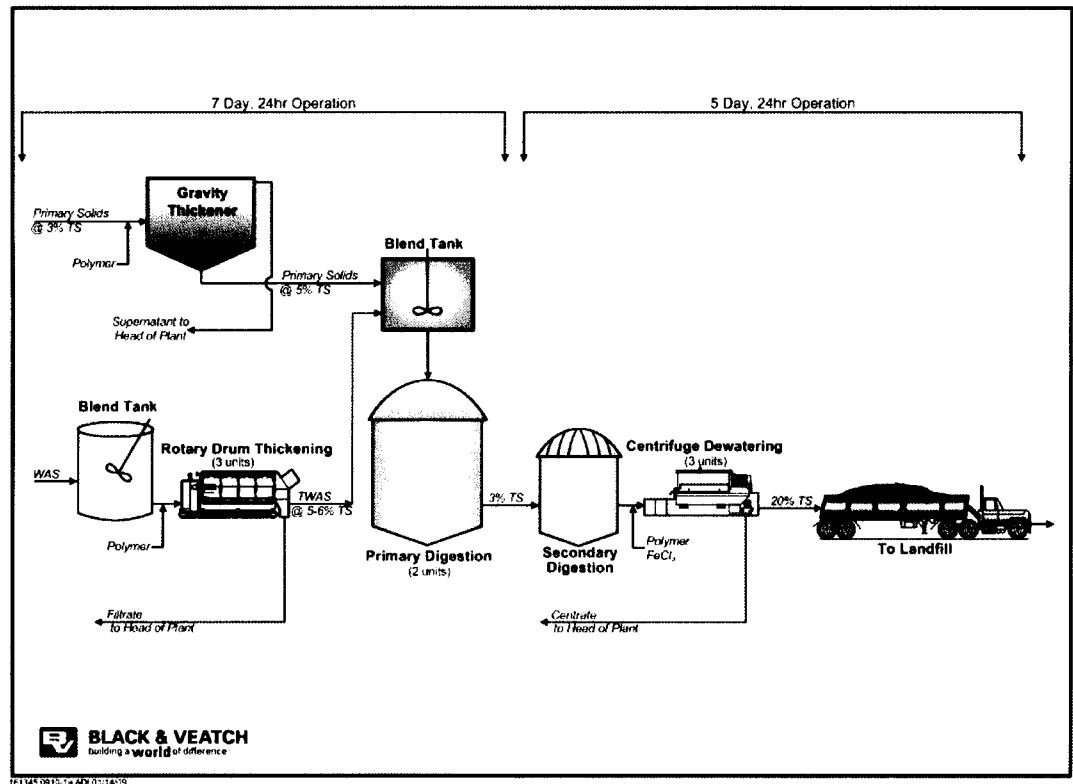 7 Day, 24hr Operation
5 Day, 24hr Operation
Gravity
Thickener
Primary Solids
@ 3% TS
Polymer
Blend Tank
Primary Solids
@ 5% TS
Supernatant to
Head of Plant
Blend Tank
Rotary Drum Thickening
(3 units)
WAS
TWAS
@ 5-6% TS
Polymer
Filtrate
to Head of Plant
Primary Digestion
(2 units)
3% TS
Secondary
Digestion
Centrifuge Dewatering
(3 units)
Polymer
FeCl₃
20% TS
To Landfill
Centrate
to Head of Plant
BV
BLACK & VEATCH
building a world of difference